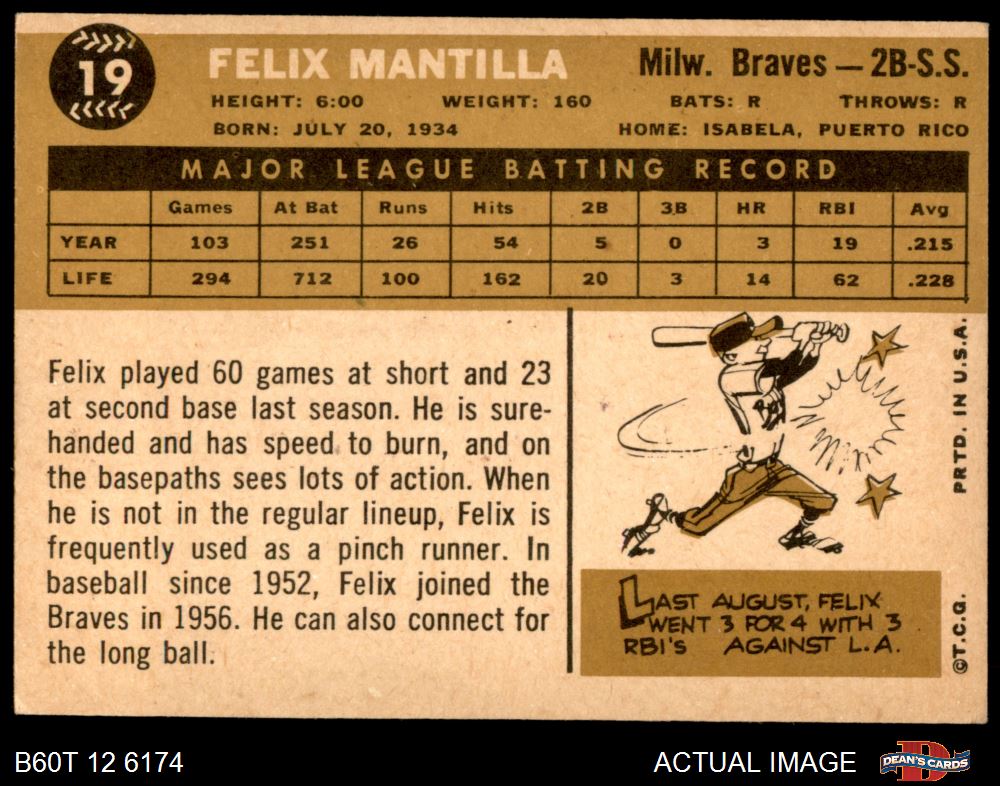 19
FELIX MANTILLA
Milw. Braves — 2B-S.S.
HEIGHT: 6:00 WEIGHT: 160 BATS: R THROWS: R
BORN: JULY 20, 1934 HOME: ISABELA, PUERTO RICO
MAJOR LEAGUE BATTING RECORD
Games At Bat Runs Hits 2B 3B HR RBI Avg
YEAR 103 251 26 54 5 0 3 19 .215
LIFE 294 712 100 162 20 3 14 62 .228
Felix played 60 games at short and 23
at second base last season. He is sure-
handed and has speed to burn, and on
the basepaths sees lots of action. When
he is not in the regular lineup, Felix is
frequently used as a pinch runner. In
baseball since 1952, Felix joined the
Braves in 1956. He can also connect for
the long ball.
LAST AUGUST, FELIX
WENT 3 FOR 4 WITH 3
RBI'S AGAINST L.A.
©T.C.G. PRTD. IN U.S.A.
B60T 12 6174
ACTUAL IMAGE
DEAN'S CARDS